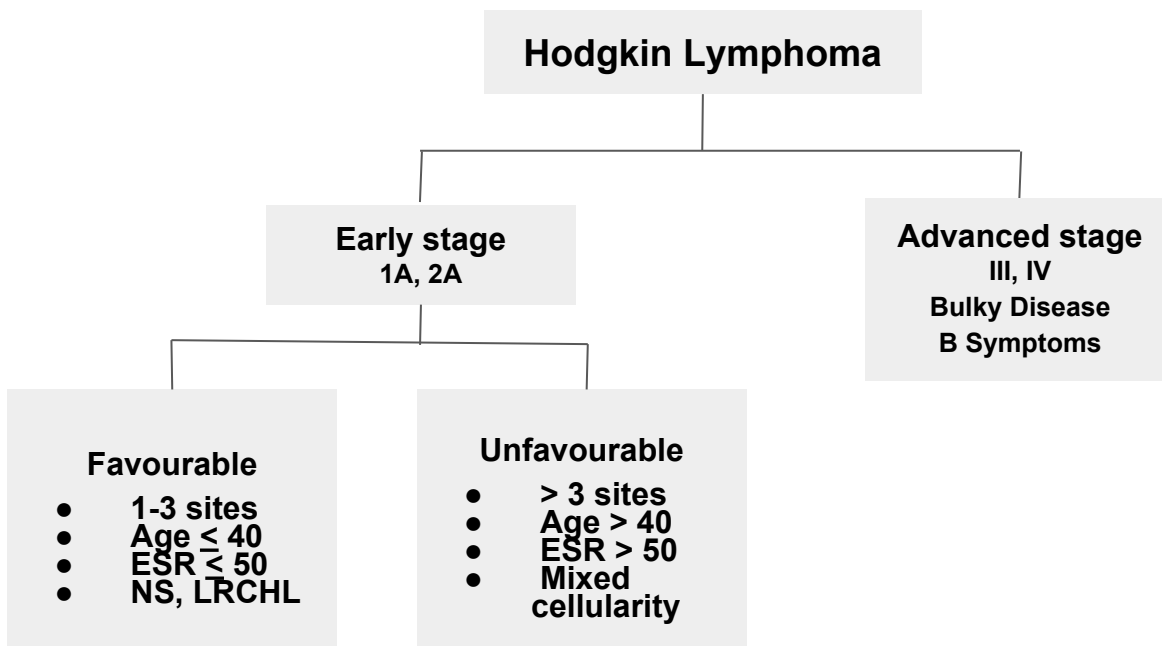 Hodgkin Lymphoma
Early stage
1A, 2A
Advanced stage
III, IV
Bulky Disease
B Symptoms
Favourable
● 1-3 sites
● Age ≤ 40
● ESR ≤ 50
● NS, LRCHL
Unfavourable
● > 3 sites
● Age > 40
● ESR > 50
● Mixed
cellularity